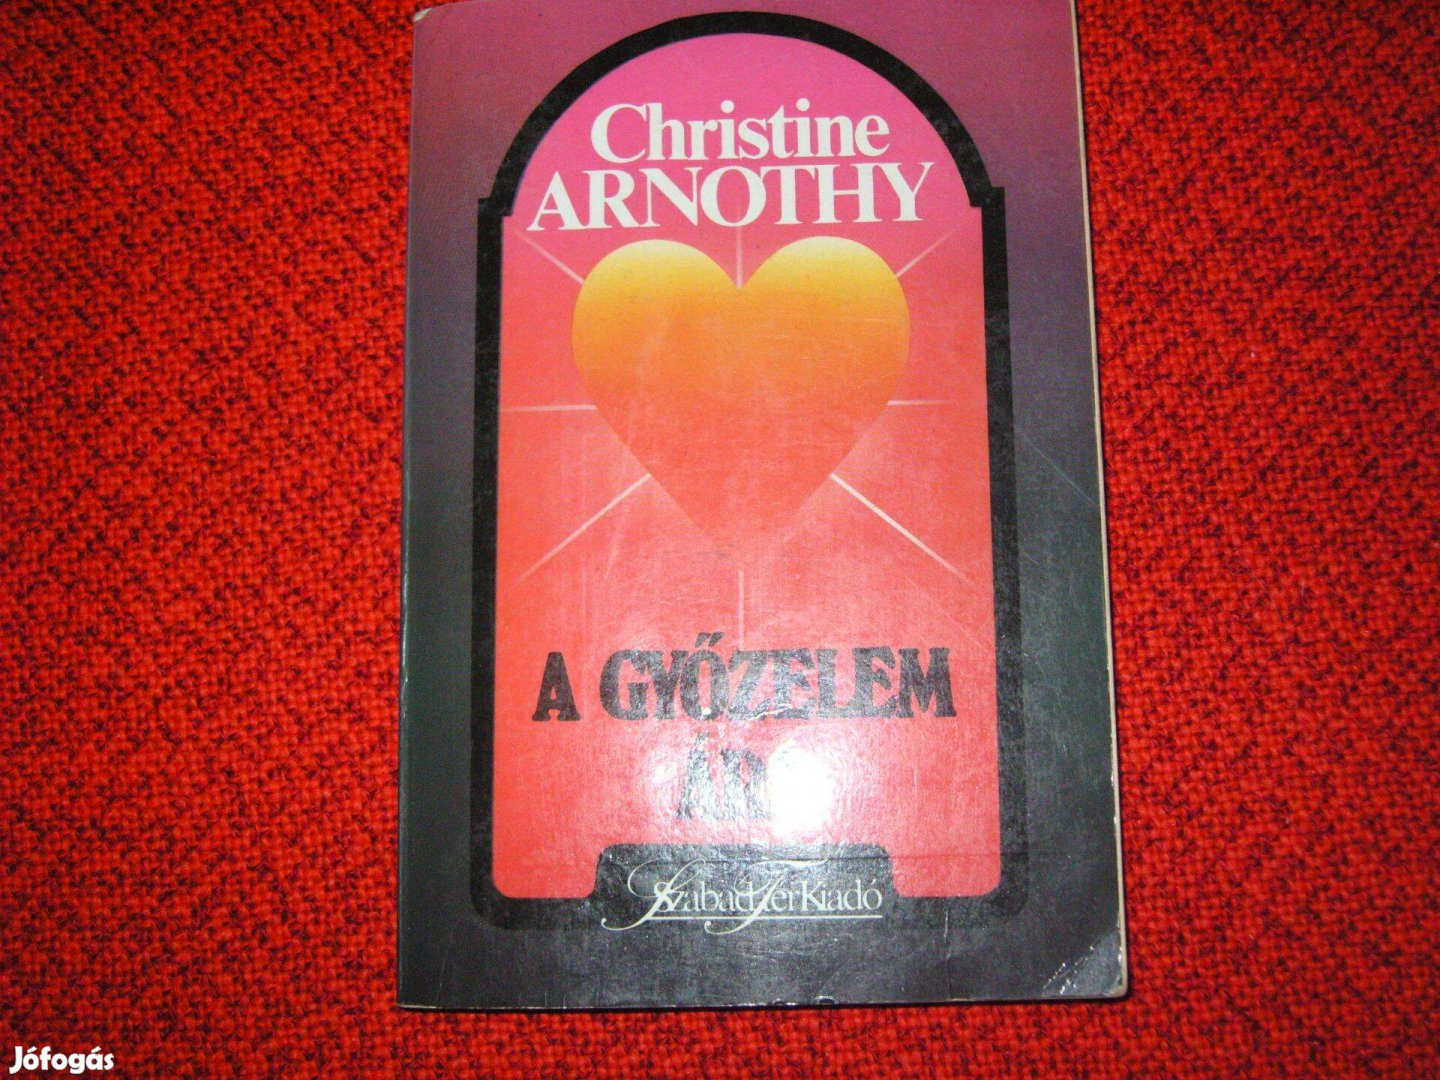 Christine
ARNOTHY
A GYŐZELEM
Szabad Tér Kiadó
Jófogás